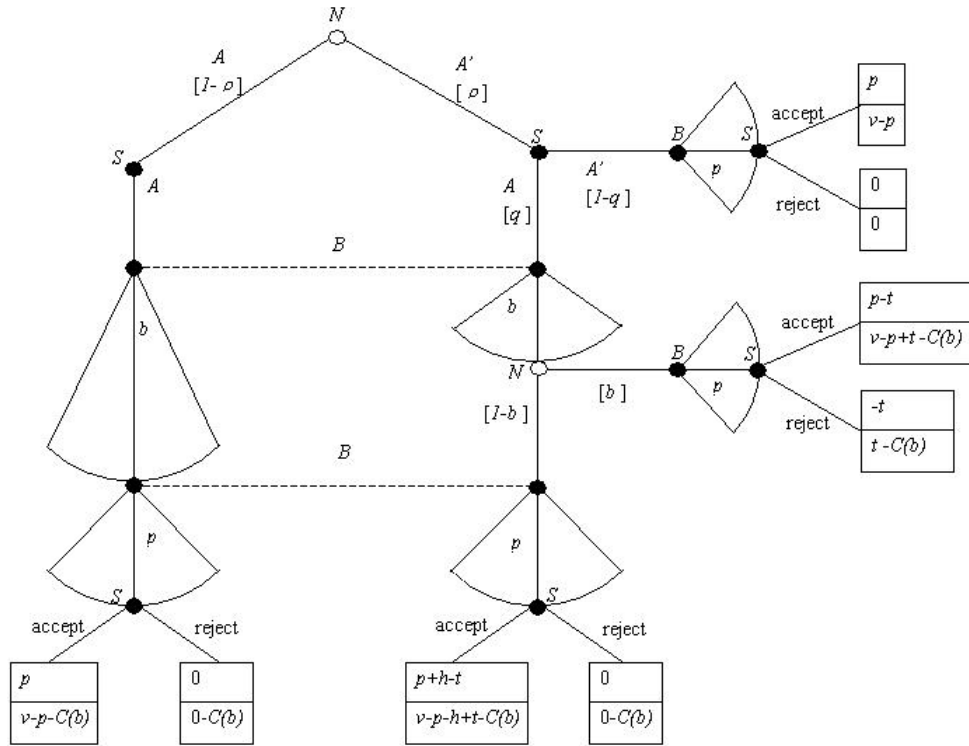 N
A
[1-ρ]
A'
[ρ]
S
A
S
A'
[1-q]
A
[q]
B
p
S
accept
reject
p
v-p
0
0
B
b
b
N
[b]
[1-b]
B
p
S
accept
reject
p-t
v-p+t-C(b)
-t
t-C(b)
B
p
p
S
accept
reject
S
accept
reject
p
v-p-C(b)
0
0-C(b)
p+h-t
v-p-h+t-C(b)
0
0-C(b)